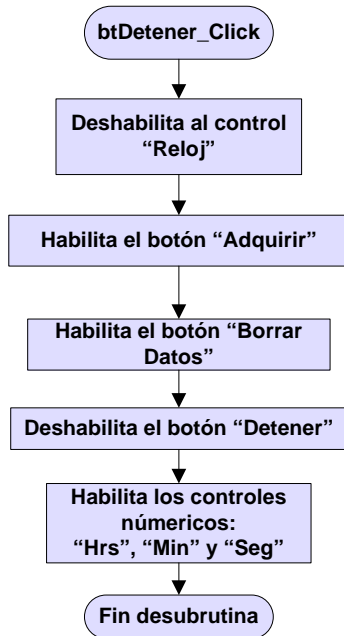 btDetener_Click
Deshabilita al control
“Reloj”
Habilita el botón “Adquirir”
Habilita el botón “Borrar
Datos”
Deshabilita el botón “Detener”
Habilita los controles
númericos:
“Hrs”, “Min” y “Seg”
Fin desubrutina